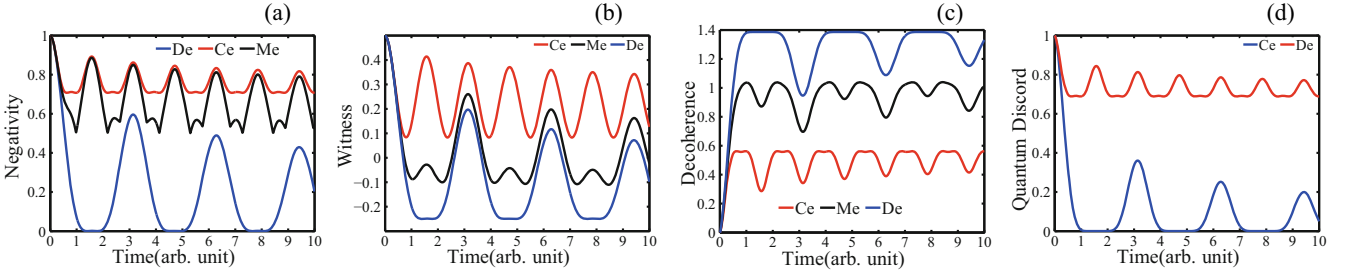 (a)
Negativity
1
0.8
0.6
0.4
0.2
0
De Ce Me
0 1 2 3 4 5 6 7 8 9 10
Time(arb. unit)
(b)
Witness
0.4
0.3
0.2
0.1
0
−0.1
−0.2
Ce Me De
0 1 2 3 4 5 6 7 8 9 10
Time(arb. unit)
(c)
Decoherence
1.4
1.2
1
0.8
0.6
0.4
0.2
0
Ce Me De
0 1 2 3 4 5 6 7 8 9 10
Time(arb. unit)
(d)
Quantum Discord
1
0.8
0.6
0.4
0.2
0
Ce De
0 1 2 3 4 5 6 7 8 9 10
Time(arb. unit)